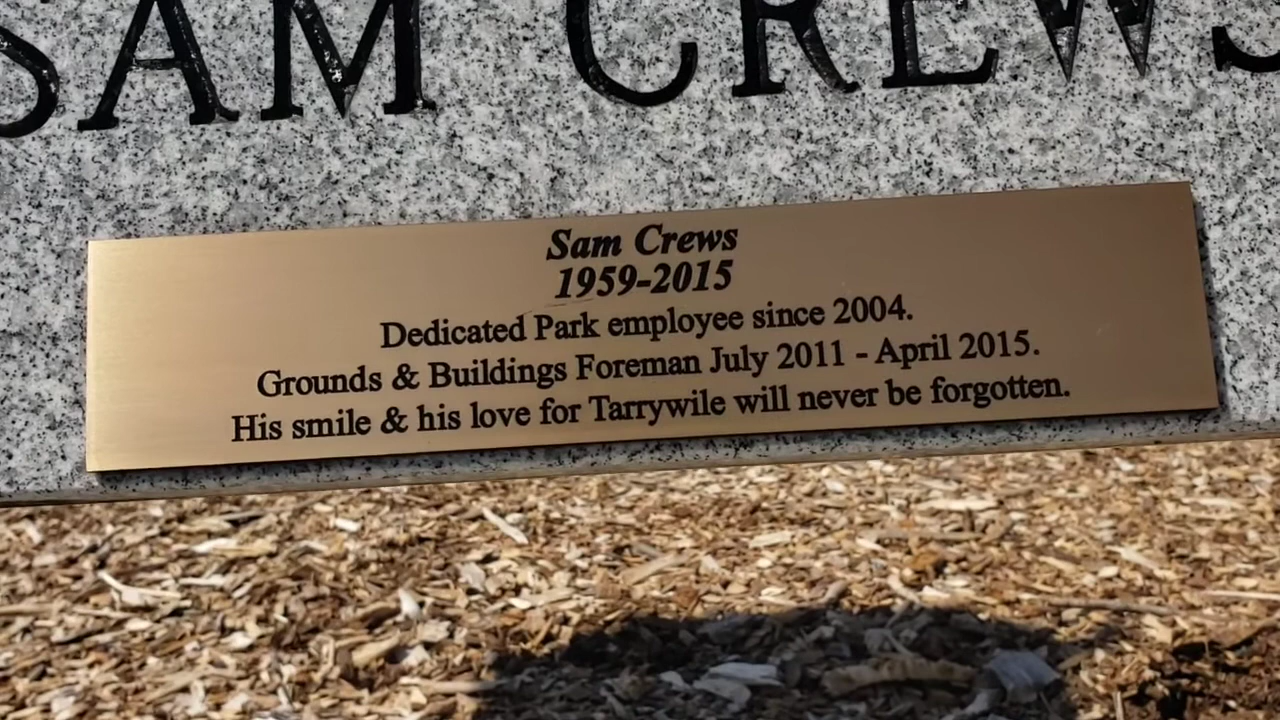 SAM CREWS
Sam Crews
1959-2015
Dedicated Park employee since 2004.
Grounds & Buildings Foreman July 2011 - April 2015.
His smile & his love for Tarrywile will never be forgotten.